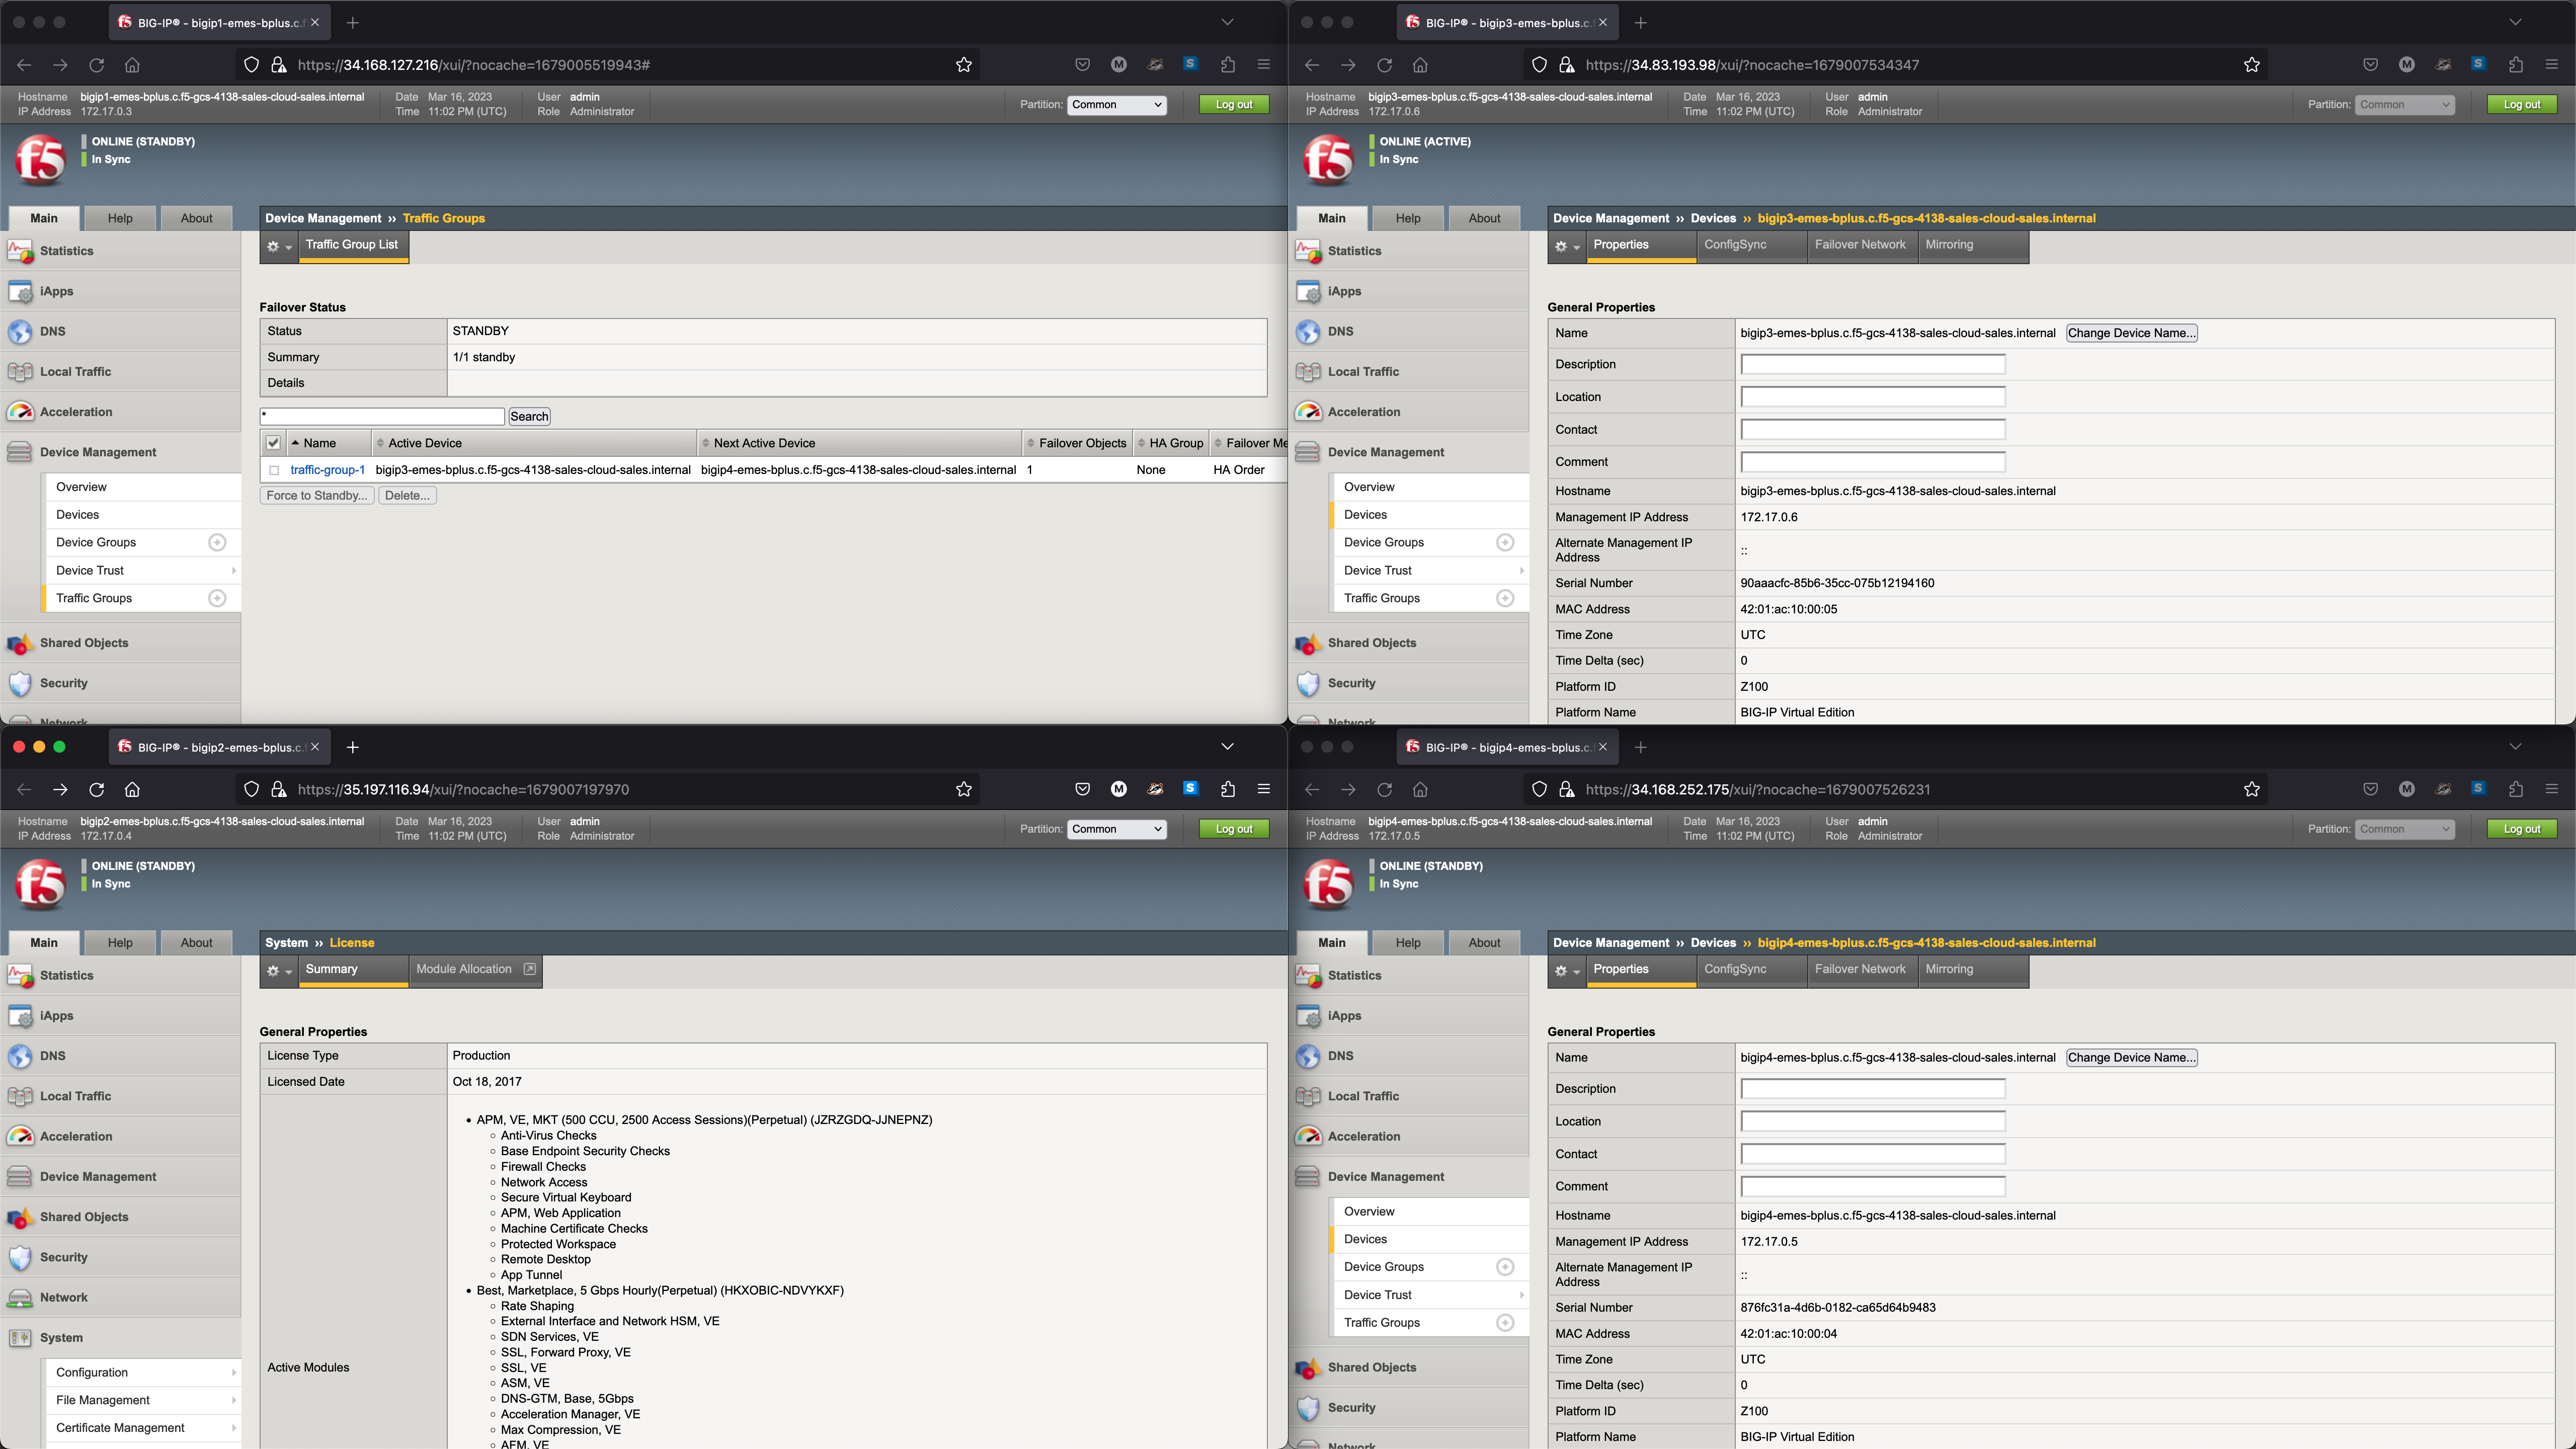 BIG-IP® - bigip1-emes-bplus.c.f
https://34.168.127.216/xui/?nocache=1679005519943#
Hostname bigip1-emes-bplus.c.f5-gcs-4138-sales-cloud-sales.internal Date Mar 16, 2023 User admin
IP Address 172.17.0.3 Time 11:02 PM (UTC) Role Administrator
Partition: Common Log out
f5
ONLINE (STANDBY)
In Sync
Main Help About
Device Management ›› Traffic Groups
Traffic Group List
Statistics
iApps
DNS
Local Traffic
Acceleration
Device Management
Overview
Devices
Device Groups
Device Trust
Traffic Groups
Shared Objects
Security
Network
Failover Status
Status STANDBY
Summary 1/1 standby
Details
* Search
Name Active Device Next Active Device Failover Objects HA Group Failover Me
traffic-group-1 bigip3-emes-bplus.c.f5-gcs-4138-sales-cloud-sales.internal bigip4-emes-bplus.c.f5-gcs-4138-sales-cloud-sales.internal 1 None HA Order
Force to Standby... Delete...
BIG-IP® - bigip3-emes-bplus.c.f
https://34.83.193.98/xui/?nocache=1679007534347
Hostname bigip3-emes-bplus.c.f5-gcs-4138-sales-cloud-sales.internal Date Mar 16, 2023 User admin
IP Address 172.17.0.6 Time 11:02 PM (UTC) Role Administrator
Partition: Common Log out
f5
ONLINE (ACTIVE)
In Sync
Main Help About
Device Management ›› Devices ›› bigip3-emes-bplus.c.f5-gcs-4138-sales-cloud-sales.internal
Properties ConfigSync Failover Network Mirroring
Statistics
iApps
DNS
Local Traffic
Acceleration
Device Management
Overview
Devices
Device Groups
Device Trust
Traffic Groups
Shared Objects
Security
Network
General Properties
Name bigip3-emes-bplus.c.f5-gcs-4138-sales-cloud-sales.internal Change Device Name...
Description
Location
Contact
Comment
Hostname bigip3-emes-bplus.c.f5-gcs-4138-sales-cloud-sales.internal
Management IP Address 172.17.0.6
Alternate Management IP
Address ::
Serial Number 90aaacfc-85b6-35cc-075b12194160
MAC Address 42:01:ac:10:00:05
Time Zone UTC
Time Delta (sec) 0
Platform ID Z100
Platform Name BIG-IP Virtual Edition
BIG-IP® - bigip2-emes-bplus.c.f
https://35.197.116.94/xui/?nocache=1679007197970
Hostname bigip2-emes-bplus.c.f5-gcs-4138-sales-cloud-sales.internal Date Mar 16, 2023 User admin
IP Address 172.17.0.4 Time 11:02 PM (UTC) Role Administrator
Partition: Common Log out
f5
ONLINE (STANDBY)
In Sync
Main Help About
System ›› License
Summary Module Allocation
Statistics
iApps
DNS
Local Traffic
Acceleration
Device Management
Shared Objects
Security
Network
System
Configuration
File Management
Certificate Management
General Properties
License Type Production
Licensed Date Oct 18, 2017
Active Modules
• APM, VE, MKT (500 CCU, 2500 Access Sessions)(Perpetual) (JZRZGDQ-JJNEPNZ)
Anti-Virus Checks
Base Endpoint Security Checks
Firewall Checks
Network Access
Secure Virtual Keyboard
APM, Web Application
Machine Certificate Checks
Protected Workspace
Remote Desktop
App Tunnel
• Best, Marketplace, 5 Gbps Hourly(Perpetual) (HKXOBIC-NDVYKXF)
Rate Shaping
External Interface and Network HSM, VE
SDN Services, VE
SSL, Forward Proxy, VE
SSL, VE
ASM, VE
DNS-GTM, Base, 5Gbps
Acceleration Manager, VE
Max Compression, VE
AFM, VE
BIG-IP® - bigip4-emes-bplus.c.
https://34.168.252.175/xui/?nocache=1679007526231
Hostname bigip4-emes-bplus.c.f5-gcs-4138-sales-cloud-sales.internal Date Mar 16, 2023 User admin
IP Address 172.17.0.5 Time 11:02 PM (UTC) Role Administrator
Partition: Common Log out
f5
ONLINE (STANDBY)
In Sync
Main Help About
Device Management ›› Devices ›› bigip4-emes-bplus.c.f5-gcs-4138-sales-cloud-sales.internal
Properties ConfigSync Failover Network Mirroring
Statistics
iApps
DNS
Local Traffic
Acceleration
Device Management
Overview
Devices
Device Groups
Device Trust
Traffic Groups
Shared Objects
Security
Network
General Properties
Name bigip4-emes-bplus.c.f5-gcs-4138-sales-cloud-sales.internal Change Device Name...
Description
Location
Contact
Comment
Hostname bigip4-emes-bplus.c.f5-gcs-4138-sales-cloud-sales.internal
Management IP Address 172.17.0.5
Alternate Management IP
Address ::
Serial Number 876fc31a-4d6b-0182-ca65d64b9483
MAC Address 42:01:ac:10:00:04
Time Zone UTC
Time Delta (sec) 0
Platform ID Z100
Platform Name BIG-IP Virtual Edition